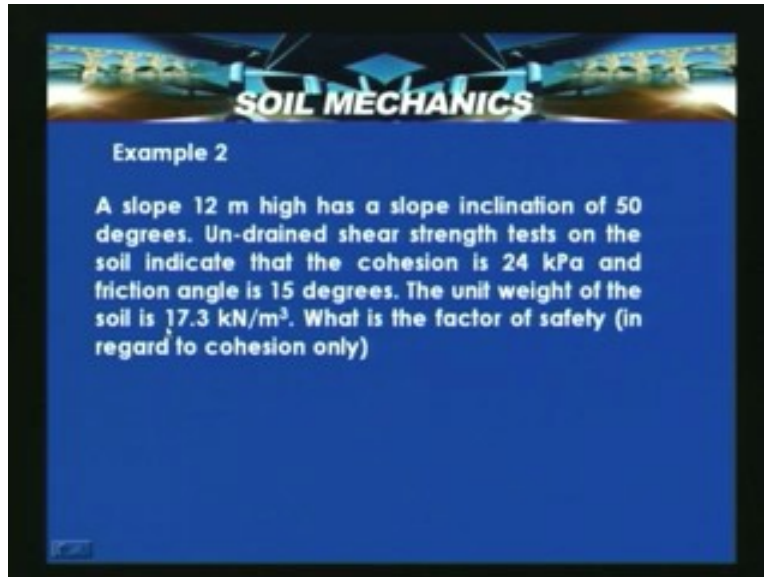 SOIL MECHANICS
Example 2
A slope 12 m high has a slope inclination of 50
degrees. Un-drained shear strength tests on the
soil indicate that the cohesion is 24 kPa and
friction angle is 15 degrees. The unit weight of the
soil is 17.3 kN/m³. What is the factor of safety (in
regard to cohesion only)